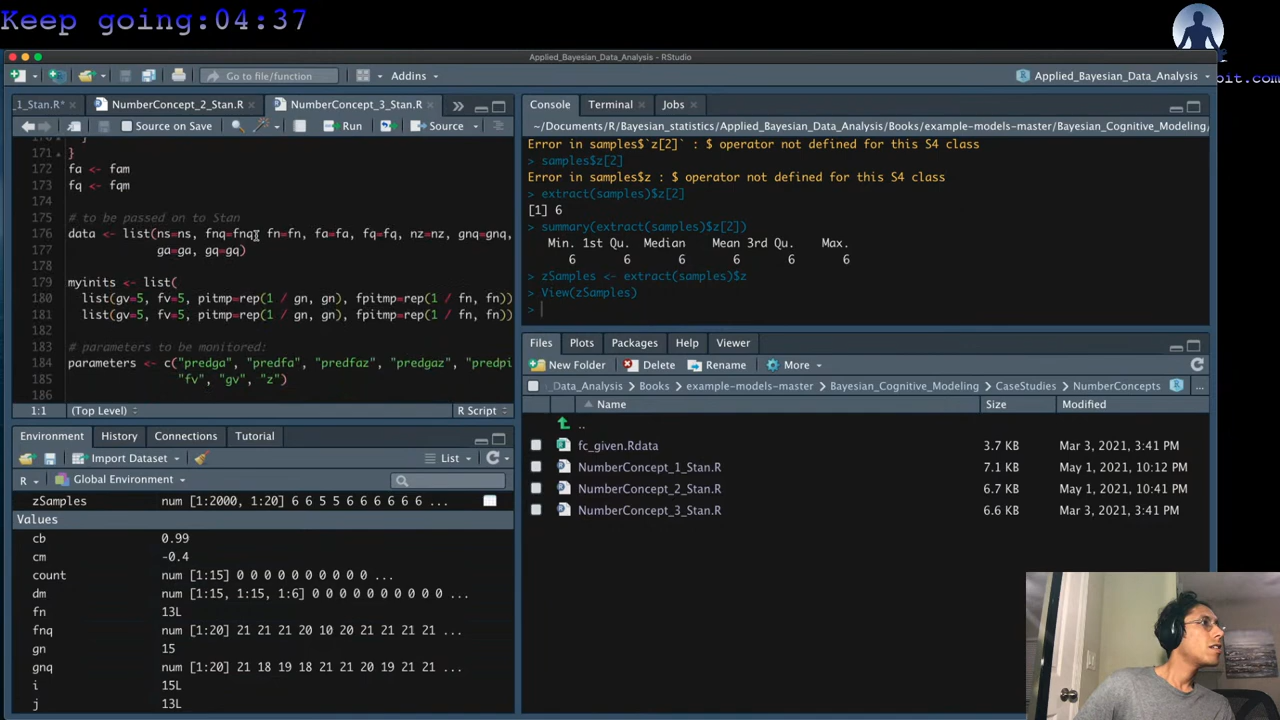 Keep going:04:37
Applied_Bayesian_Data_Analysis - RStudio
Go to file/function
Addins
Applied_Bayesian_Data_Analysis
_1_Stan.R*
NumberConcept_2_Stan.R
NumberConcept_3_Stan.R
Source on Save
Run
Source
171
}
172 fa <- fam
173 fq <- fqm
174
175 # to be passed on to Stan
176 data <- list(ns=ns, fnq=fnq, fn=fn, fa=fa, fq=fq, nz=nz, gnq=gnq,
177 ga=ga, gq=gq)
178
179 myinits <- list(
180 list(gv=5, fv=5, pitmp=rep(1 / gn, gn), fpitmp=rep(1 / fn, fn))
181 list(gv=5, fv=5, pitmp=rep(1 / gn, gn), fpitmp=rep(1 / fn, fn))
182
183 # parameters to be monitored:
184 parameters <- c("predga", "predfa", "predfaz", "predgaz", "predpi
185 "fv", "gv", "z")
186
1:1
(Top Level)
R Script
Environment
History
Connections
Tutorial
Import Dataset
List
R
Global Environment
zSamples num [1:2000, 1:20] 6 6 5 5 6 6 6 6 6 6 ...
Values
cb 0.99
cm -0.4
count num [1:15] 0 0 0 0 0 0 0 0 0 0 ...
dm num [1:15, 1:15, 1:6] 0 0 0 0 0 0 0 0 0 0 ...
fn 13L
fnq num [1:20] 21 21 21 20 10 20 21 21 21 21 ...
gn 15
gnq num [1:20] 21 18 19 18 21 21 20 19 21 21 ...
i 15L
j 13L
Console
Terminal
Jobs
~/Documents/R/Bayesian_statistics/Applied_Bayesian_Data_Analysis/Books/example-models-master/Bayesian_Cognitive_Modeling/
Error in samples$`z[2]` : $ operator not defined for this S4 class
> samples$z[2]
Error in samples$z : $ operator not defined for this S4 class
> extract(samples)$z[2]
[1] 6
> summary(extract(samples)$z[2])
Min. 1st Qu. Median Mean 3rd Qu. Max.
6 6 6 6 6 6
> zSamples <- extract(samples)$z
> View(zSamples)
>
Files
Plots
Packages
Help
Viewer
New Folder
Delete
Rename
More
_Data_Analysis
Books
example-models-master
Bayesian_Cognitive_Modeling
CaseStudies
NumberConcepts
...
Name
Size
Modified
..
fc_given.Rdata 3.7 KB Mar 3, 2021, 3:41 PM
NumberConcept_1_Stan.R 7.1 KB May 1, 2021, 10:12 PM
NumberConcept_2_Stan.R 6.7 KB May 1, 2021, 10:41 PM
NumberConcept_3_Stan.R 6.6 KB Mar 3, 2021, 3:41 PM